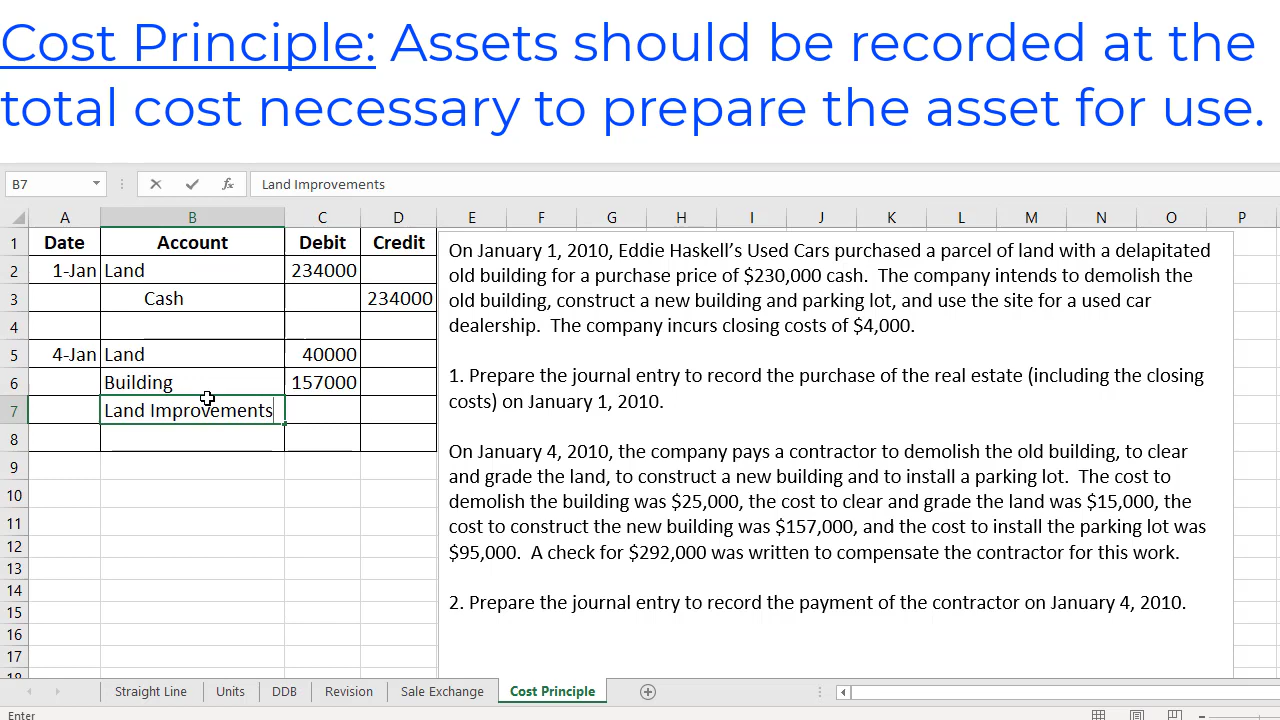 Cost Principle: Assets should be recorded at the
total cost necessary to prepare the asset for use.
B7 fx Land Improvements
A B C D E F G H I J K L M N O P
1 Date Account Debit Credit
2 1-Jan Land 234000
3 Cash 234000
4
5 4-Jan Land 40000
6 Building 157000
7 Land Improvements
8
9
10
11
12
13
14
15
16
17
18
On January 1, 2010, Eddie Haskell’s Used Cars purchased a parcel of land with a delapitated
old building for a purchase price of $230,000 cash.  The company intends to demolish the
old building, construct a new building and parking lot, and use the site for a used car
dealership.  The company incurs closing costs of $4,000.
1. Prepare the journal entry to record the purchase of the real estate (including the closing
costs) on January 1, 2010.
On January 4, 2010, the company pays a contractor to demolish the old building, to clear
and grade the land, to construct a new building and to install a parking lot.  The cost to
demolish the building was $25,000, the cost to clear and grade the land was $15,000, the
cost to construct the new building was $157,000, and the cost to install the parking lot was
$95,000.  A check for $292,000 was written to compensate the contractor for this work.
2. Prepare the journal entry to record the payment of the contractor on January 4, 2010.
Straight Line Units DDB Revision Sale Exchange Cost Principle
Enter